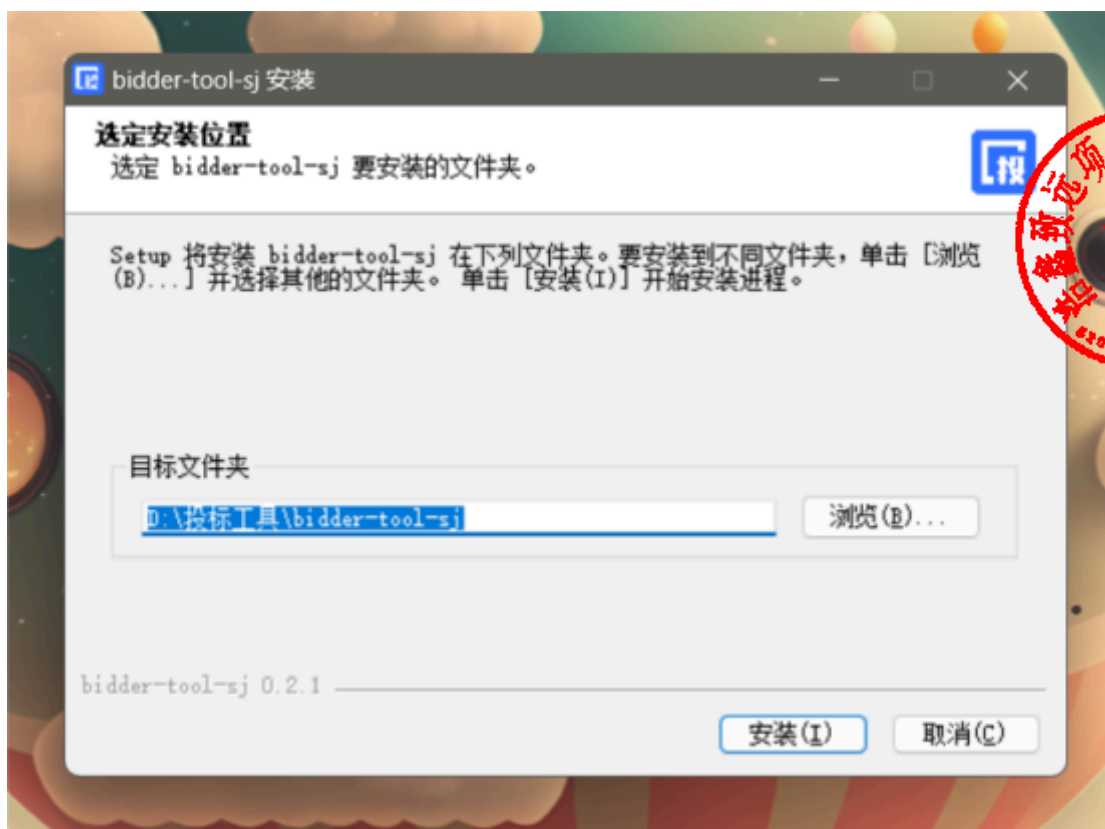 bidder-tool-sj 安装
选定安装位置
选定 bidder-tool-sj 要安装的文件夹。
投
Setup 将安装 bidder-tool-sj 在下列文件夹。要安装到不同文件夹，单击 [浏览
(B)...] 并选择其他的文件夹。 单击 [安装(I)] 开始安装进程。
目标文件夹
D:\投标工具\bidder-tool-sj
浏览(B)...
bidder-tool-sj 0.2.1
安装(I)
取消(C)